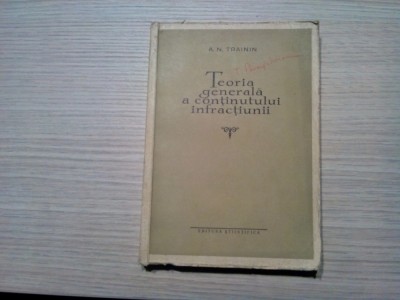 A. N. TRAININ
Teoria
generală
a conținutului
infracțiunii
EDITURA ȘTIINȚIFICĂ